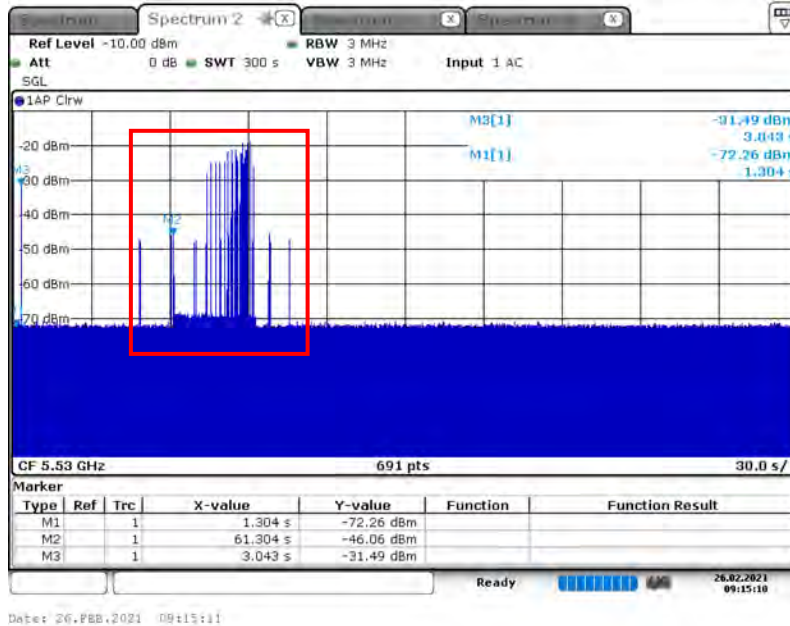 Spectrum 2
Ref Level -10.00 dBm RBW 3 MHz
Att 0 dB SWT 300 s VBW 3 MHz Input 1 AC
SGL
1AP Clrw
M3[1] -31.49 dBm
3.043 s
M1[1] -72.26 dBm
1.304 s
-20 dBm
M3
-30 dBm
-40 dBm
M2
-50 dBm
-60 dBm
-70 dBm
CF 5.53 GHz 691 pts 30.0 s/
Marker
Type Ref Trc X-value Y-value Function Function Result
M1 1 1.304 s -72.26 dBm
M2 1 61.304 s -46.06 dBm
M3 1 3.043 s -31.49 dBm
Ready 26.02.2021
09:15:10
Date: 26.FEB.2021 09:15:11